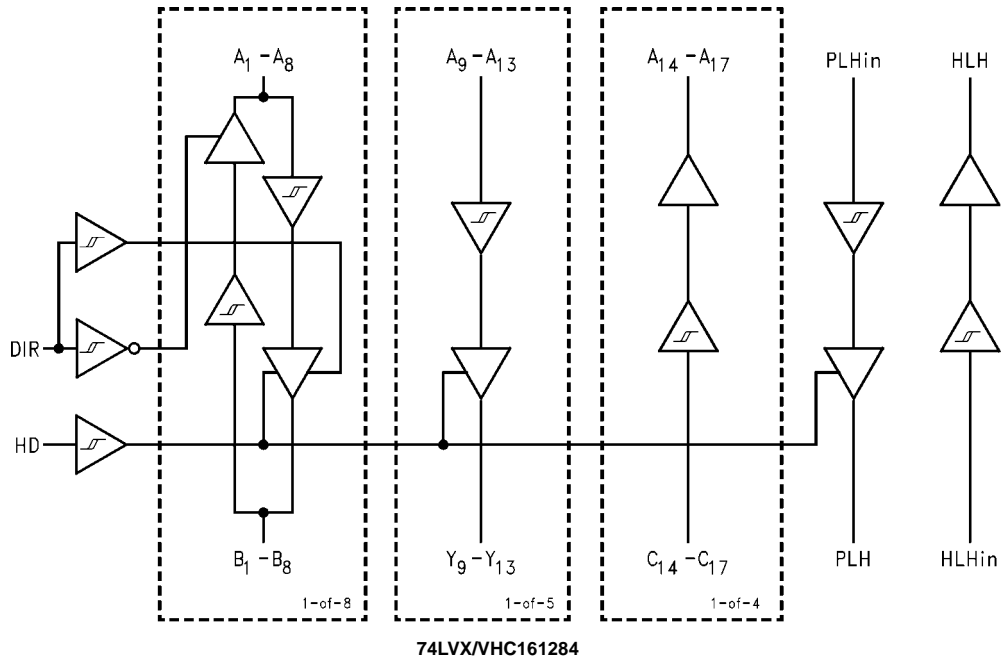 A₁ –A₈
A₉ –A₁₃
A₁₄ –A₁₇
PLHin
HLH
DIR
HD
B₁ –B₈
Y₉ –Y₁₃
C₁₄ –C₁₇
PLH
HLHin
1-of-8
1-of-5
1-of-4
74LVX/VHC161284